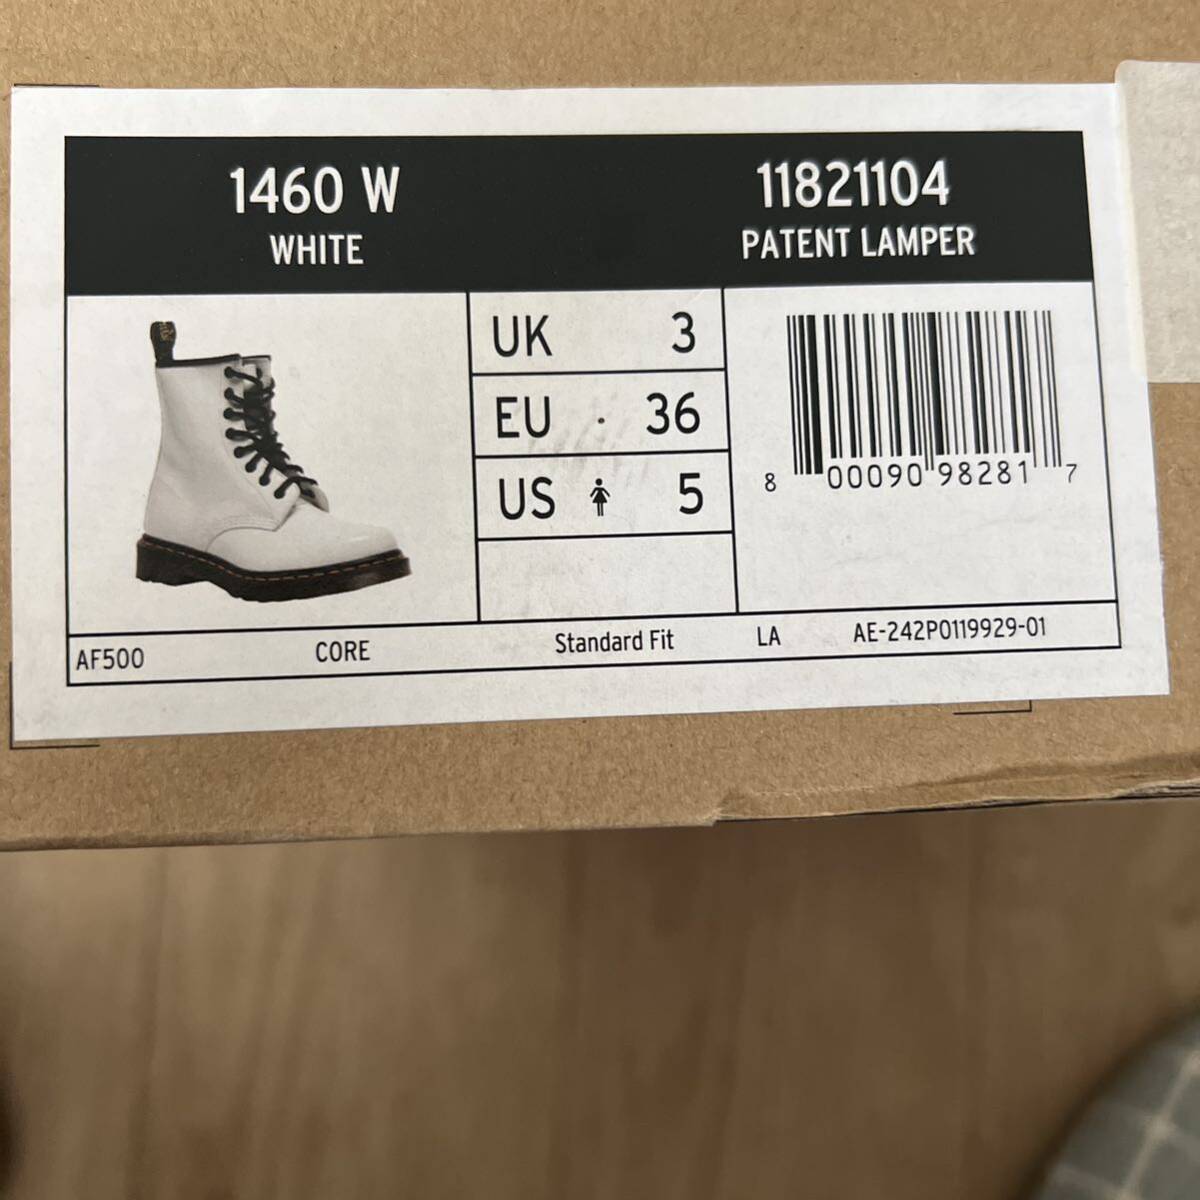 1460 W
WHITE
11821104
PATENT LAMPER
UK 3
EU 36
US 5
8 00090 98281 7
AF500 CORE Standard Fit LA AE-242P0119929-01